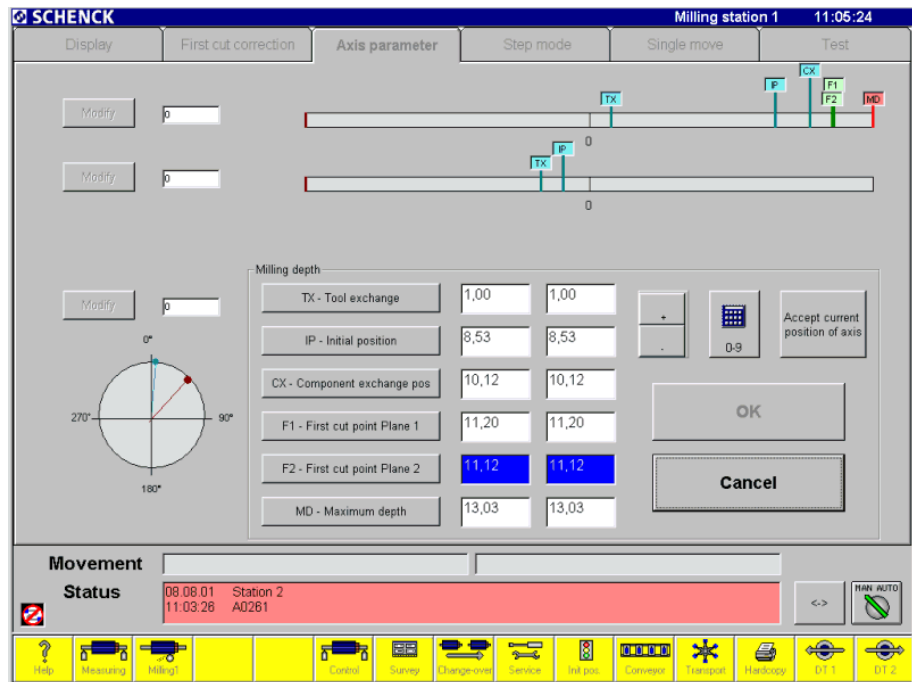 SCHENCK Milling station 1 11:05:24
Display First cut correction Axis parameter Step mode Single move Test
CX
IP F1
TX F2 MD
Modify 0
0
TX IP
Modify 0
0
Milling depth
Modify 0
TX - Tool exchange 1,00 1,00
IP - Initial position 8,53 8,53
CX - Component exchange pos 10,12 10,12
F1 - First cut point Plane 1 11,20 11,20
F2 - First cut point Plane 2 11,12 11,12
MD - Maximum depth 13,03 13,03
+
-
0-9
Accept current
position of axis
0°
270° 90°
180°
OK
Cancel
Movement
Status 08.08.01 Station 2
11:03:26 A0261
<-> MAN AUTO
Help Measuring Milling1 Control Survey Change-over Service Init pos. Conveyor Transport Hardcopy DT 1 DT 2